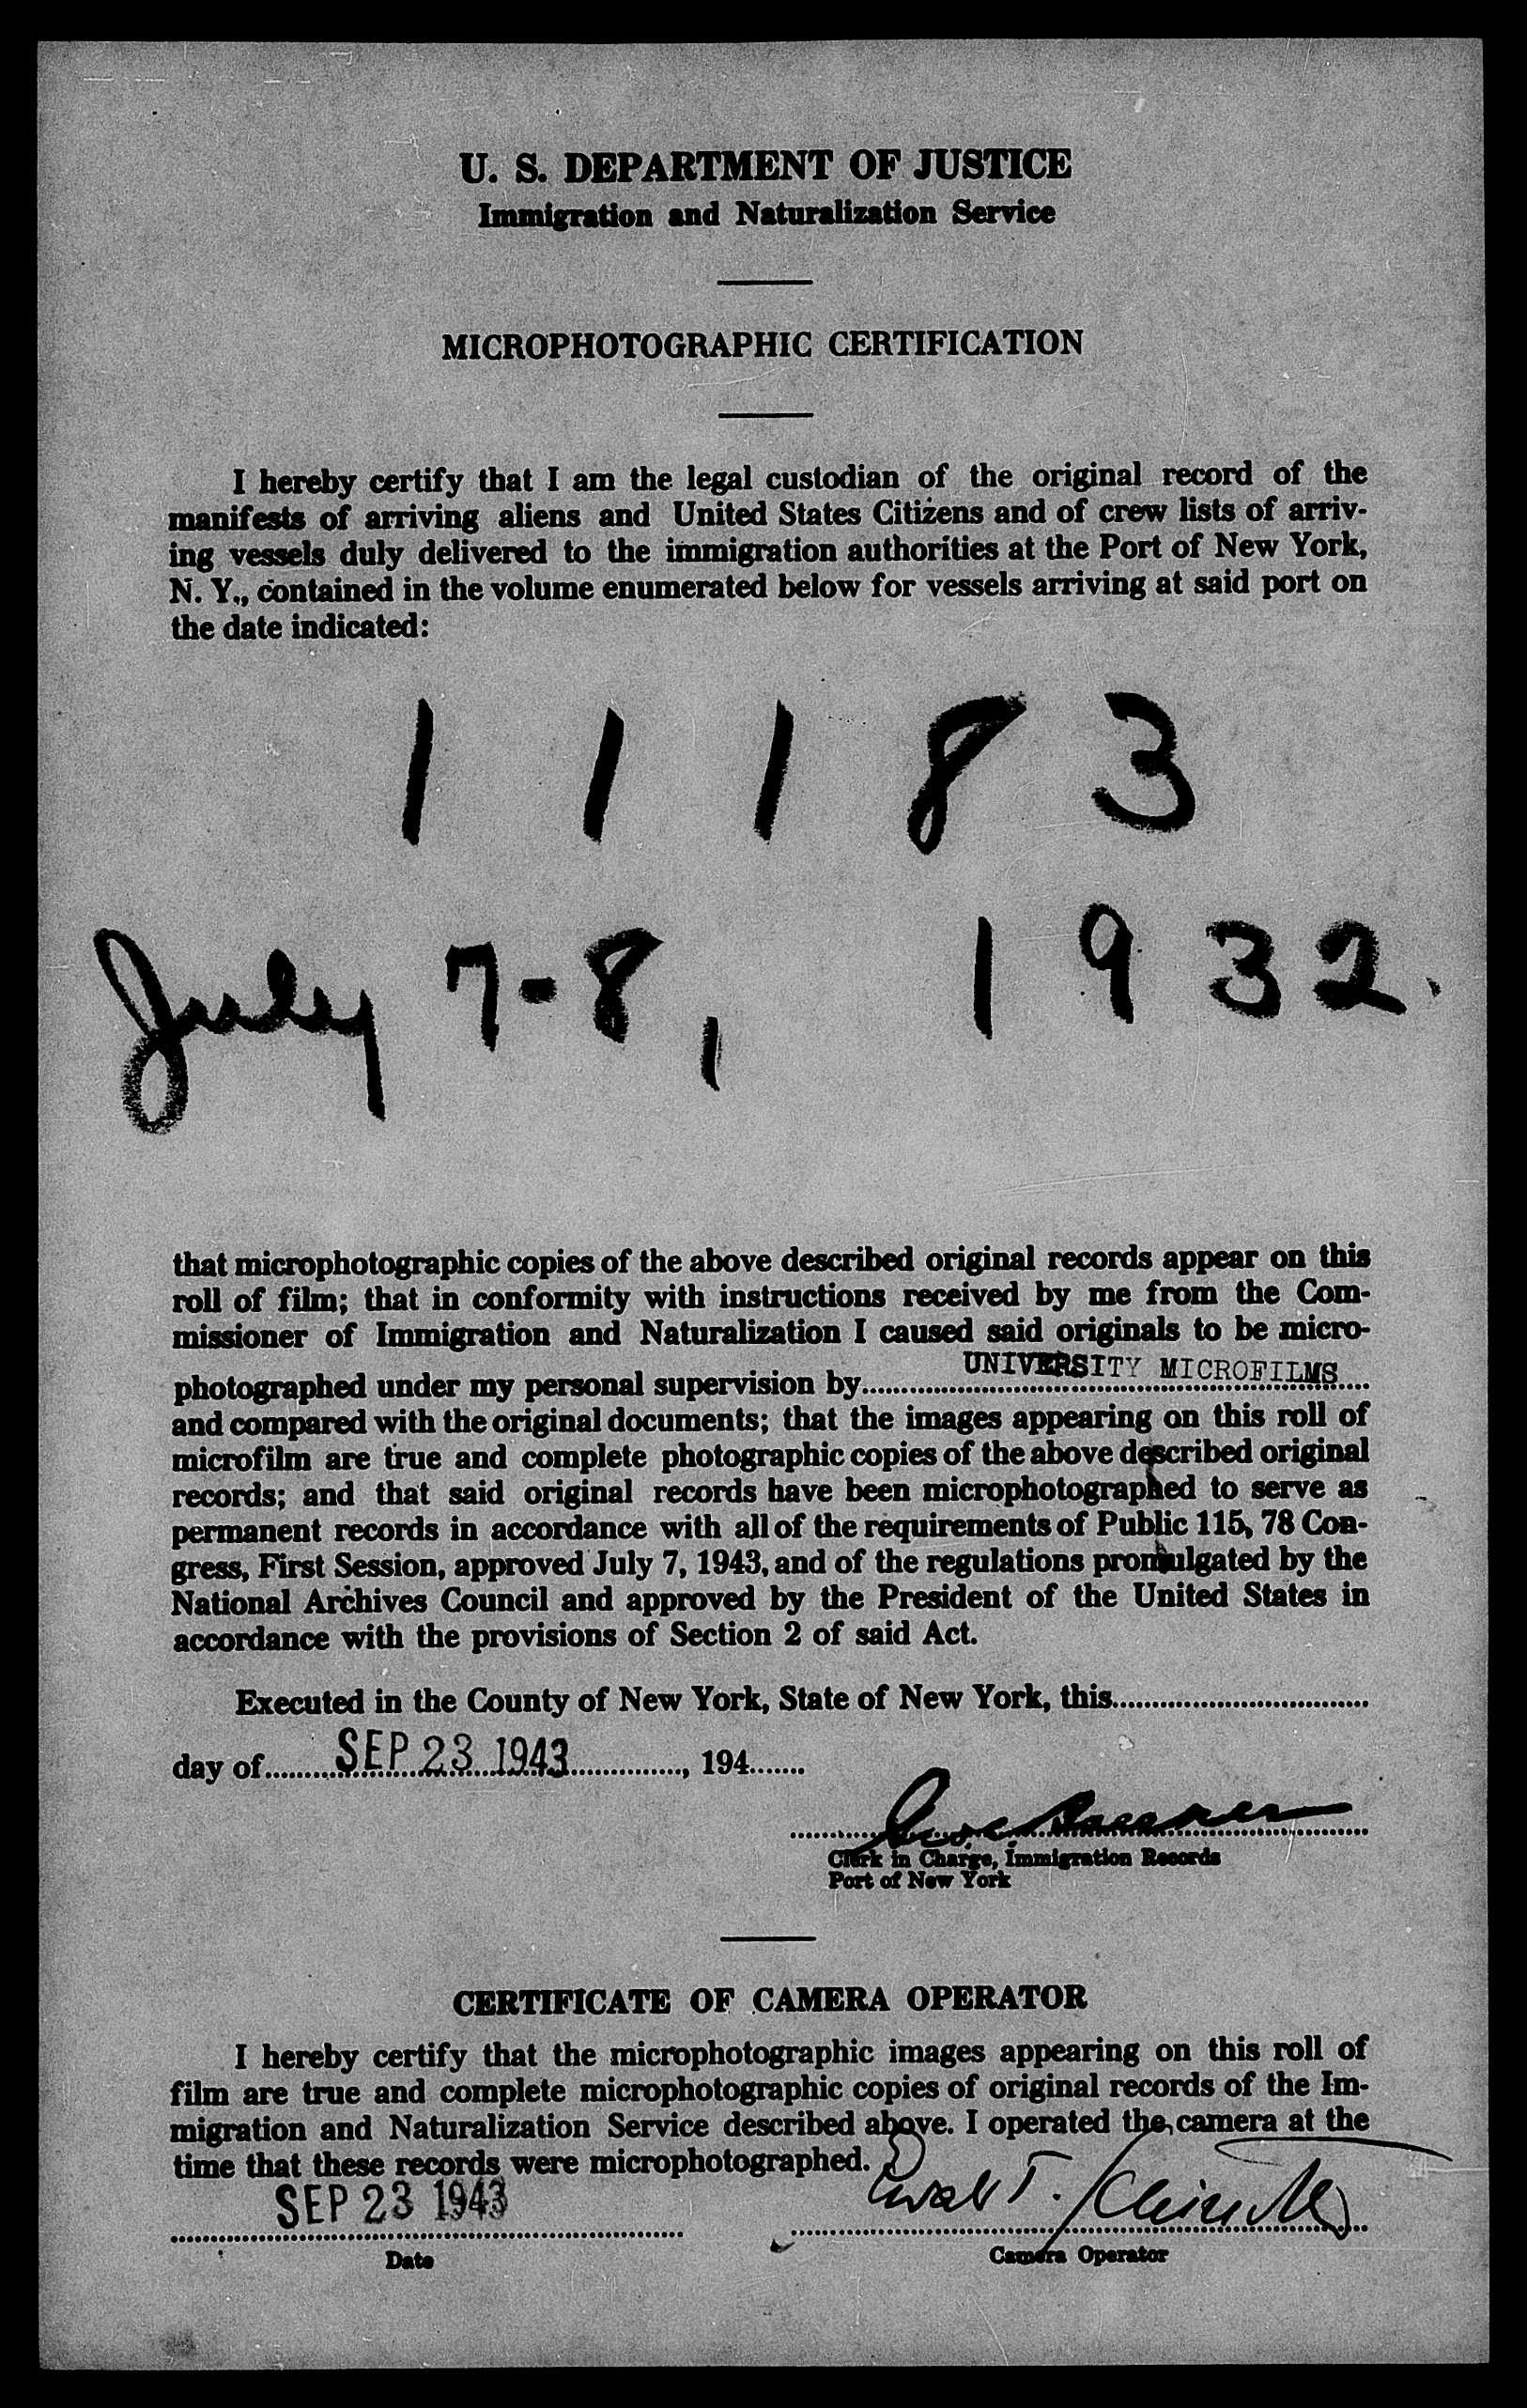 U. S. DEPARTMENT OF JUSTICE
Immigration and Naturalization Service
MICROPHOTOGRAPHIC CERTIFICATION
I hereby certify that I am the legal custodian of the original record of the
manifests of arriving aliens and United States Citizens and of crew lists of arriv-
ing vessels duly delivered to the immigration authorities at the Port of New York,
N. Y., contained in the volume enumerated below for vessels arriving at said port on
the date indicated:
1 1 1 8 3
July 7-8, 1932.
that microphotographic copies of the above described original records appear on this
roll of film; that in conformity with instructions received by me from the Com-
missioner of Immigration and Naturalization I caused said originals to be micro-
photographed under my personal supervision by UNIVERSITY MICROFILMS
and compared with the original documents; that the images appearing on this roll of
microfilm are true and complete photographic copies of the above described original
records; and that said original records have been microphotographed to serve as
permanent records in accordance with all of the requirements of Public 115, 78 Con-
gress, First Session, approved July 7, 1943, and of the regulations promulgated by the
National Archives Council and approved by the President of the United States in
accordance with the provisions of Section 2 of said Act.
Executed in the County of New York, State of New York, this
day of SEP 23 1943, 194
Clerk in Charge, Immigration Records
Port of New York
CERTIFICATE OF CAMERA OPERATOR
I hereby certify that the microphotographic images appearing on this roll of
film are true and complete microphotographic copies of original records of the Im-
migration and Naturalization Service described above. I operated the camera at the
time that these records were microphotographed.
SEP 23 1943
Date
Camera Operator